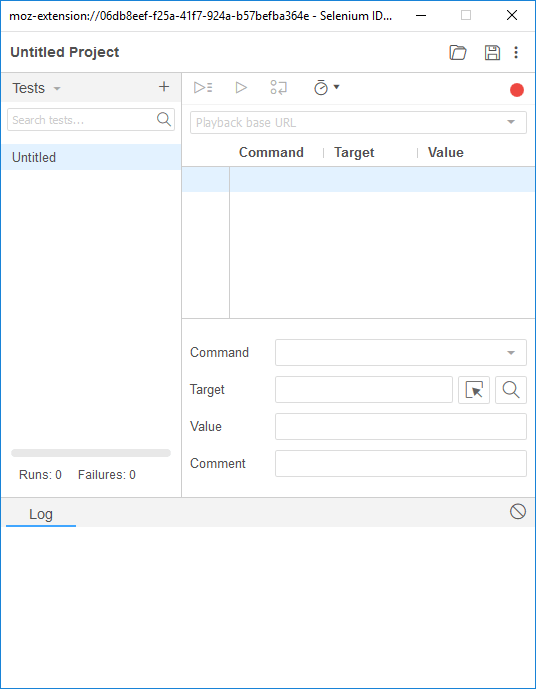 moz-extension://06db8eef-f25a-41f7-924a-b57befba364e - Selenium ID...
Untitled Project
Tests
Search tests...
Untitled
Runs: 0 Failures: 0
Playback base URL
Command Target Value
Command
Target
Value
Comment
Log